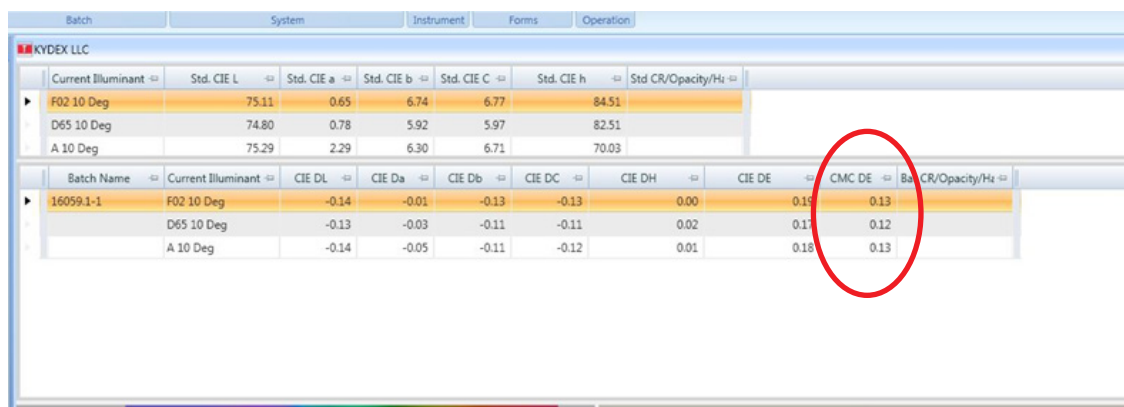 Batch System Instrument Forms Operation
KYDEX LLC
Current Illuminant Std. CIE L Std. CIE a Std. CIE b Std. CIE C Std. CIE h Std CR/Opacity/Ha
F02 10 Deg 75.11 0.65 6.74 6.77 84.51
D65 10 Deg 74.80 0.78 5.92 5.97 82.51
A 10 Deg 75.29 2.29 6.30 6.71 70.03
Batch Name Current Illuminant CIE DL CIE Da CIE Db CIE DC CIE DH CIE DE CMC DE Bat CR/Opacity/Ha
16059.1-1 F02 10 Deg -0.14 -0.01 -0.13 -0.13 0.00 0.19 0.13
D65 10 Deg -0.13 -0.03 -0.11 -0.11 0.02 0.17 0.12
A 10 Deg -0.14 -0.05 -0.11 -0.12 0.01 0.18 0.13